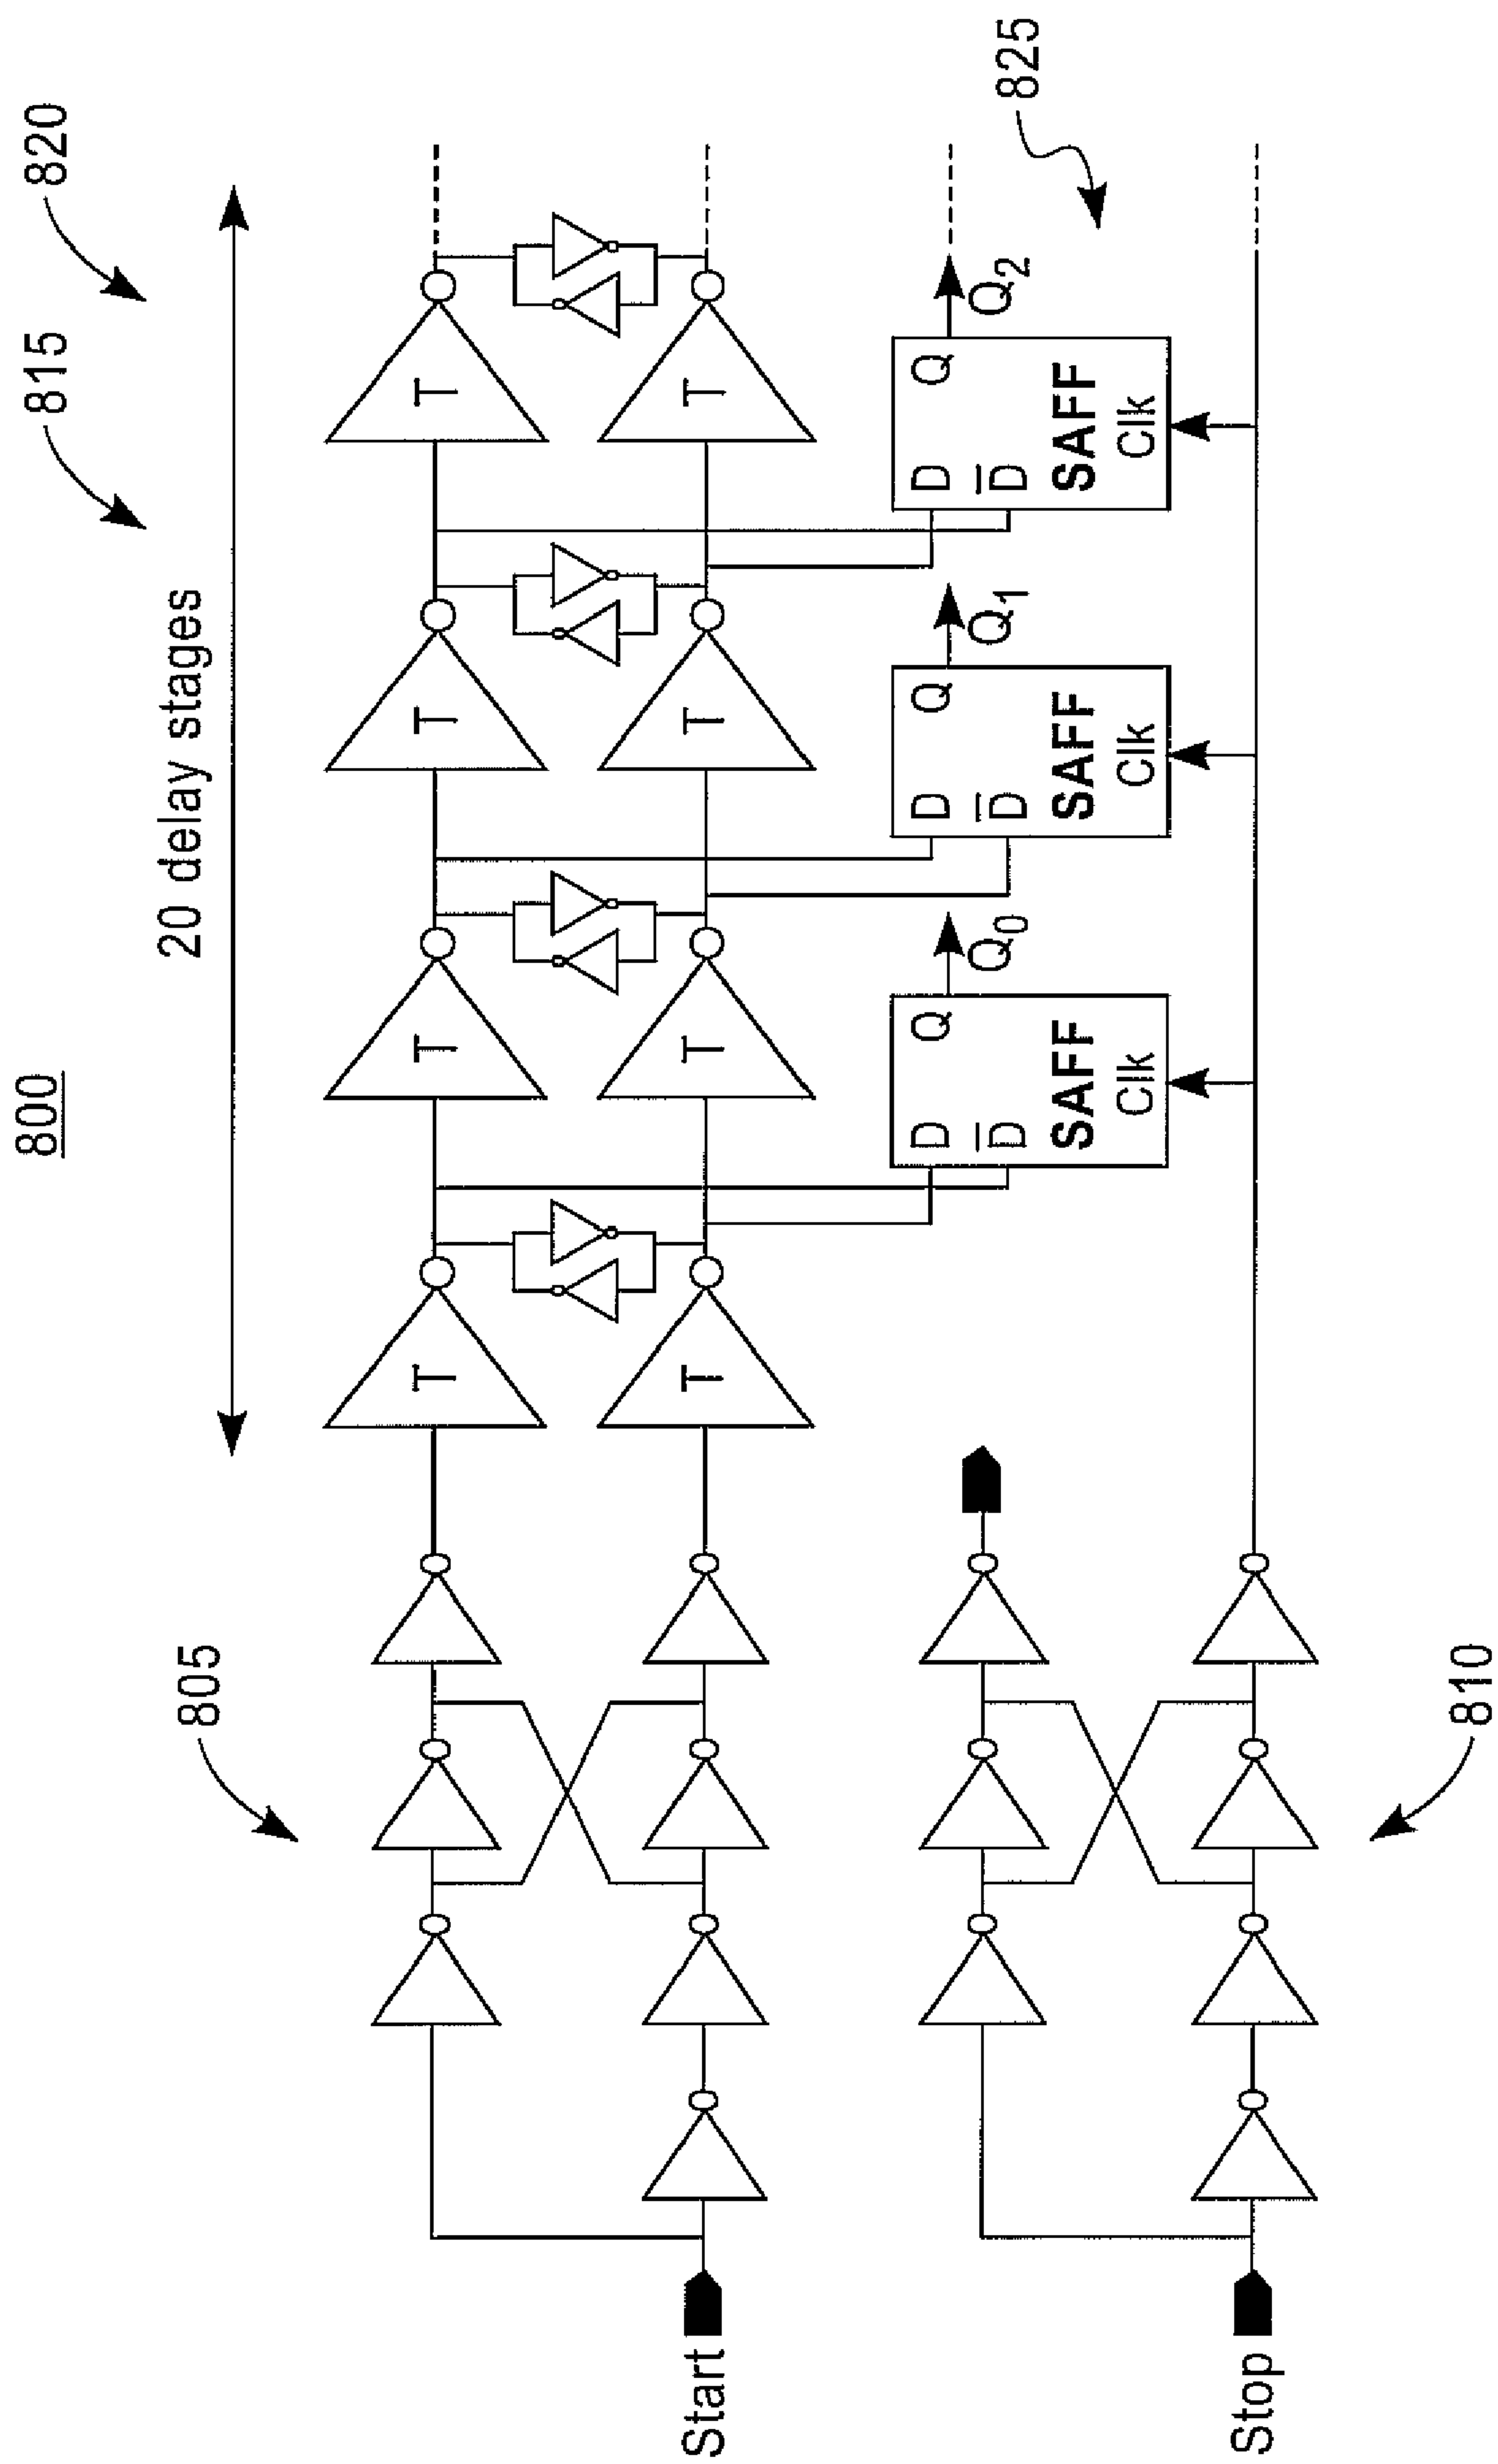 800
820
815
20 delay stages
805
T
T
T
T
T
T
T
T
825
Q0
Q1
Q2
D
Q
D̅
SAFF
Clk
D
Q
D̅
SAFF
Clk
D
Q
D̅
SAFF
Clk
Start
Stop
810